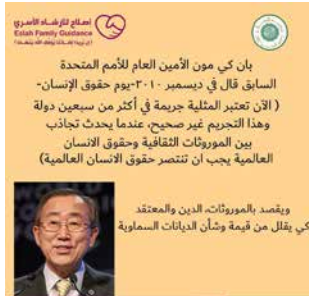 إصلاح للإرشاد الأسري
Eslah Family Guidance
بان كي مون الأمين العام للأمم المتحدة
السابق قال في ديسمبر ٢٠١٠-يوم حقوق الإنسان-
( الآن تعتبر المثلية جريمة في أكثر من سبعين دولة
وهذا التجريم غير صحيح، عندما يحدث تجاذب
بين الموروثات الثقافية وحقوق الانسان
العالمية يجب ان تنتصر حقوق الانسان العالمية)
ويقصد بالموروثات، الدين والمعتقد
كي يقلل من قيمة وشأن الديانات السماوية